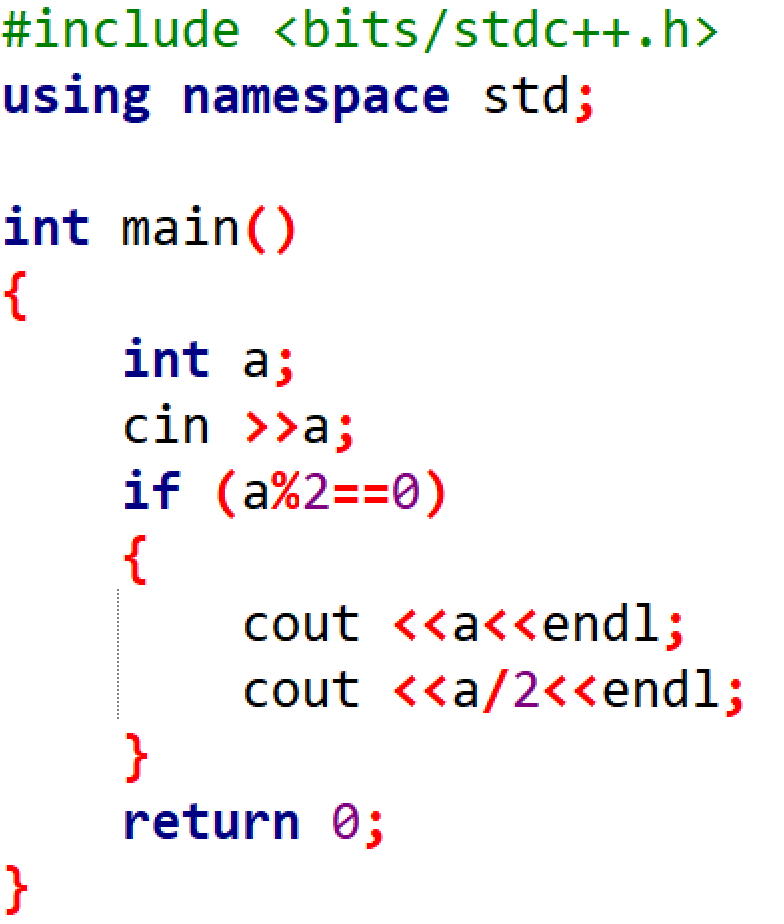 #include <bits/stdc++.h>
using namespace std;

int main()
{
    int a;
    cin >>a;
    if (a%2==0)
    {
        cout <<a<<endl;
        cout <<a/2<<endl;
    }
    return 0;
}